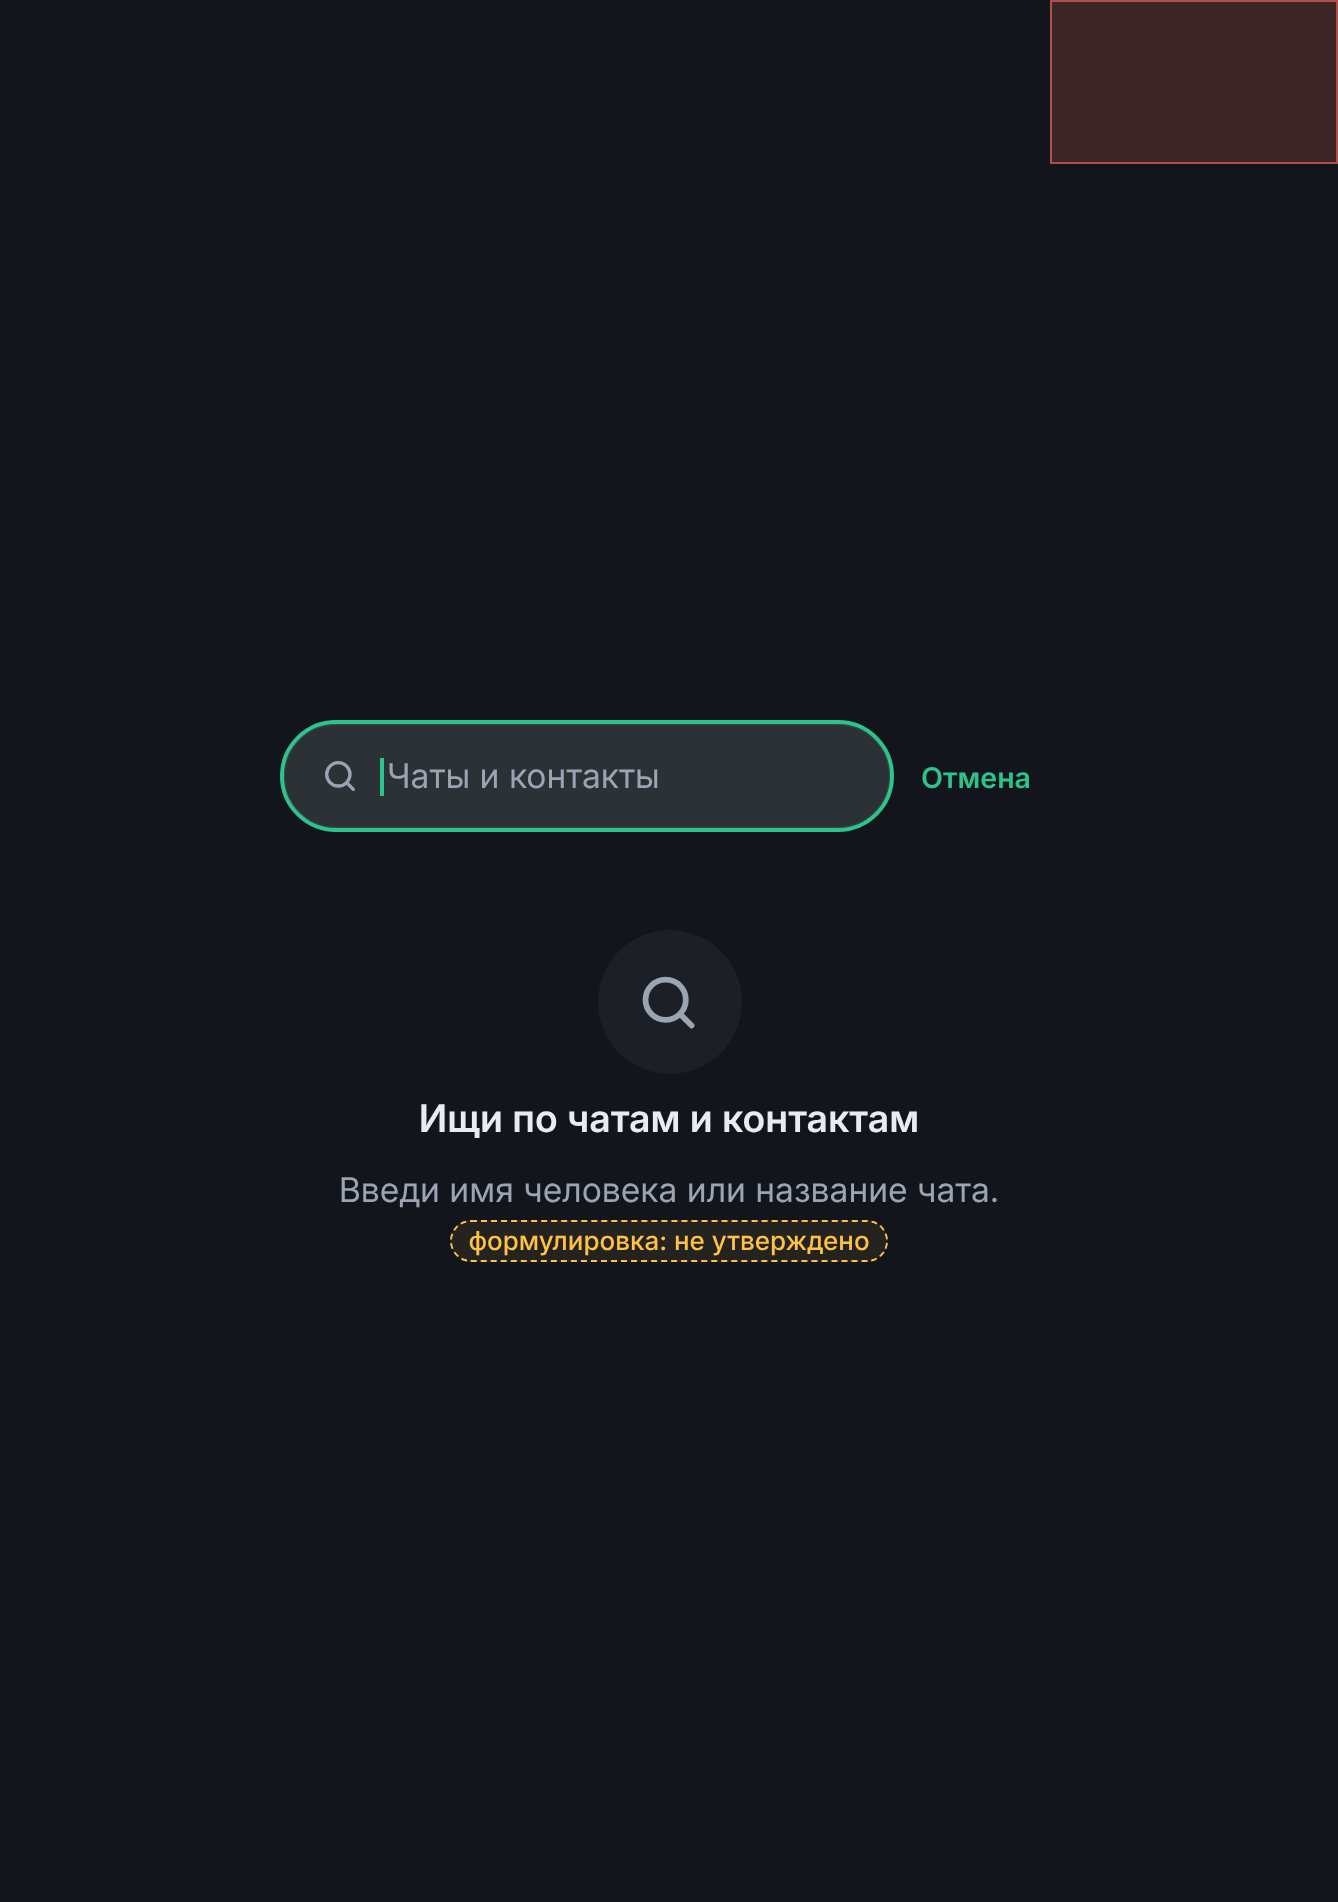 Чаты и контакты
Отмена
Ищи по чатам и контактам
Введи имя человека или название чата.
формулировка: не утверждено